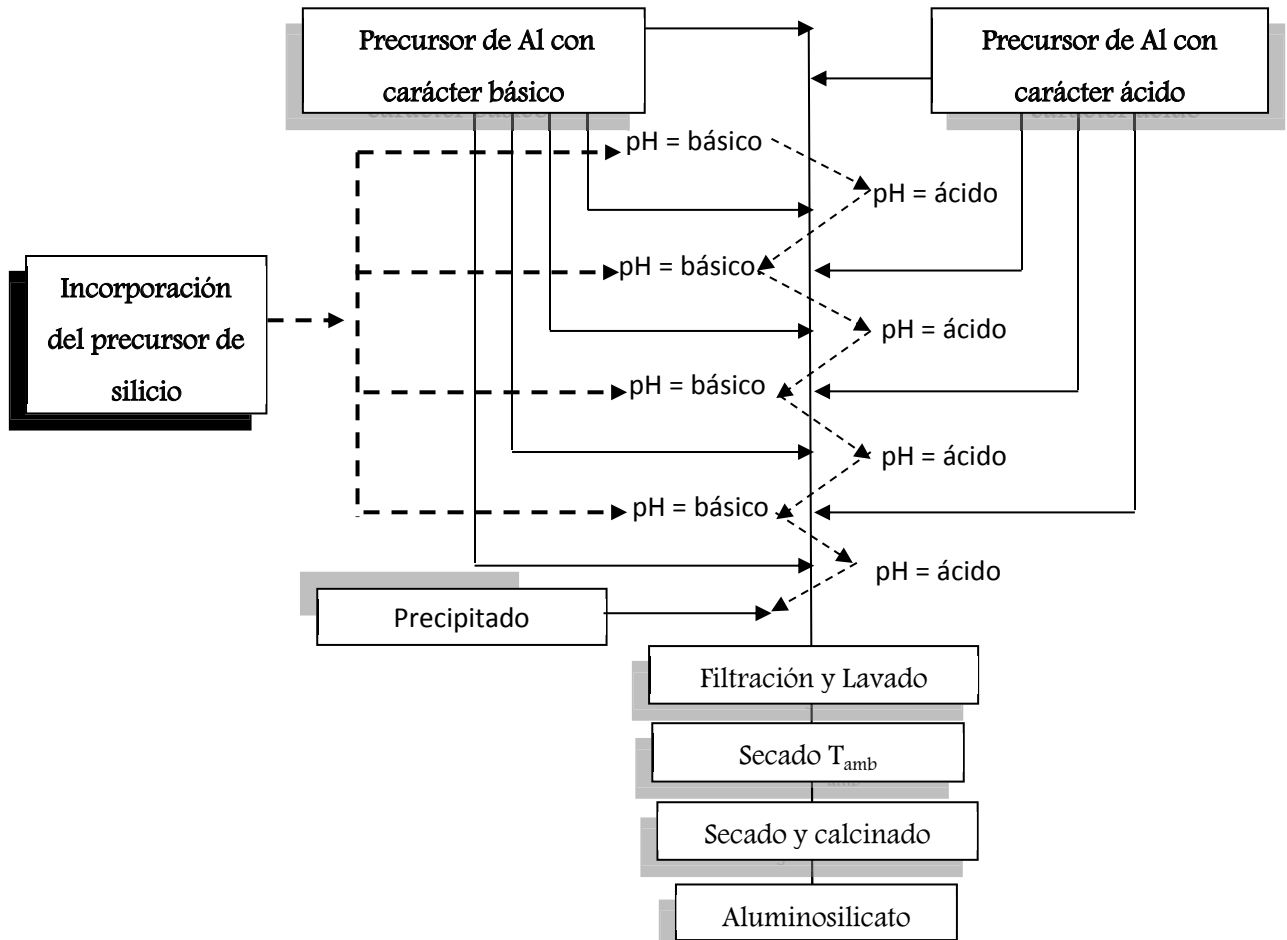 Precursor de Al con
carácter básico
Precursor de Al con
carácter ácido
pH = básico
pH = ácido
pH = básico
Incorporación
del precursor de
silicio
pH = ácido
pH = básico
pH = ácido
pH = básico
pH = ácido
Precipitado
Filtración y Lavado
Secado Tamb
Secado y calcinado
Aluminosilicato